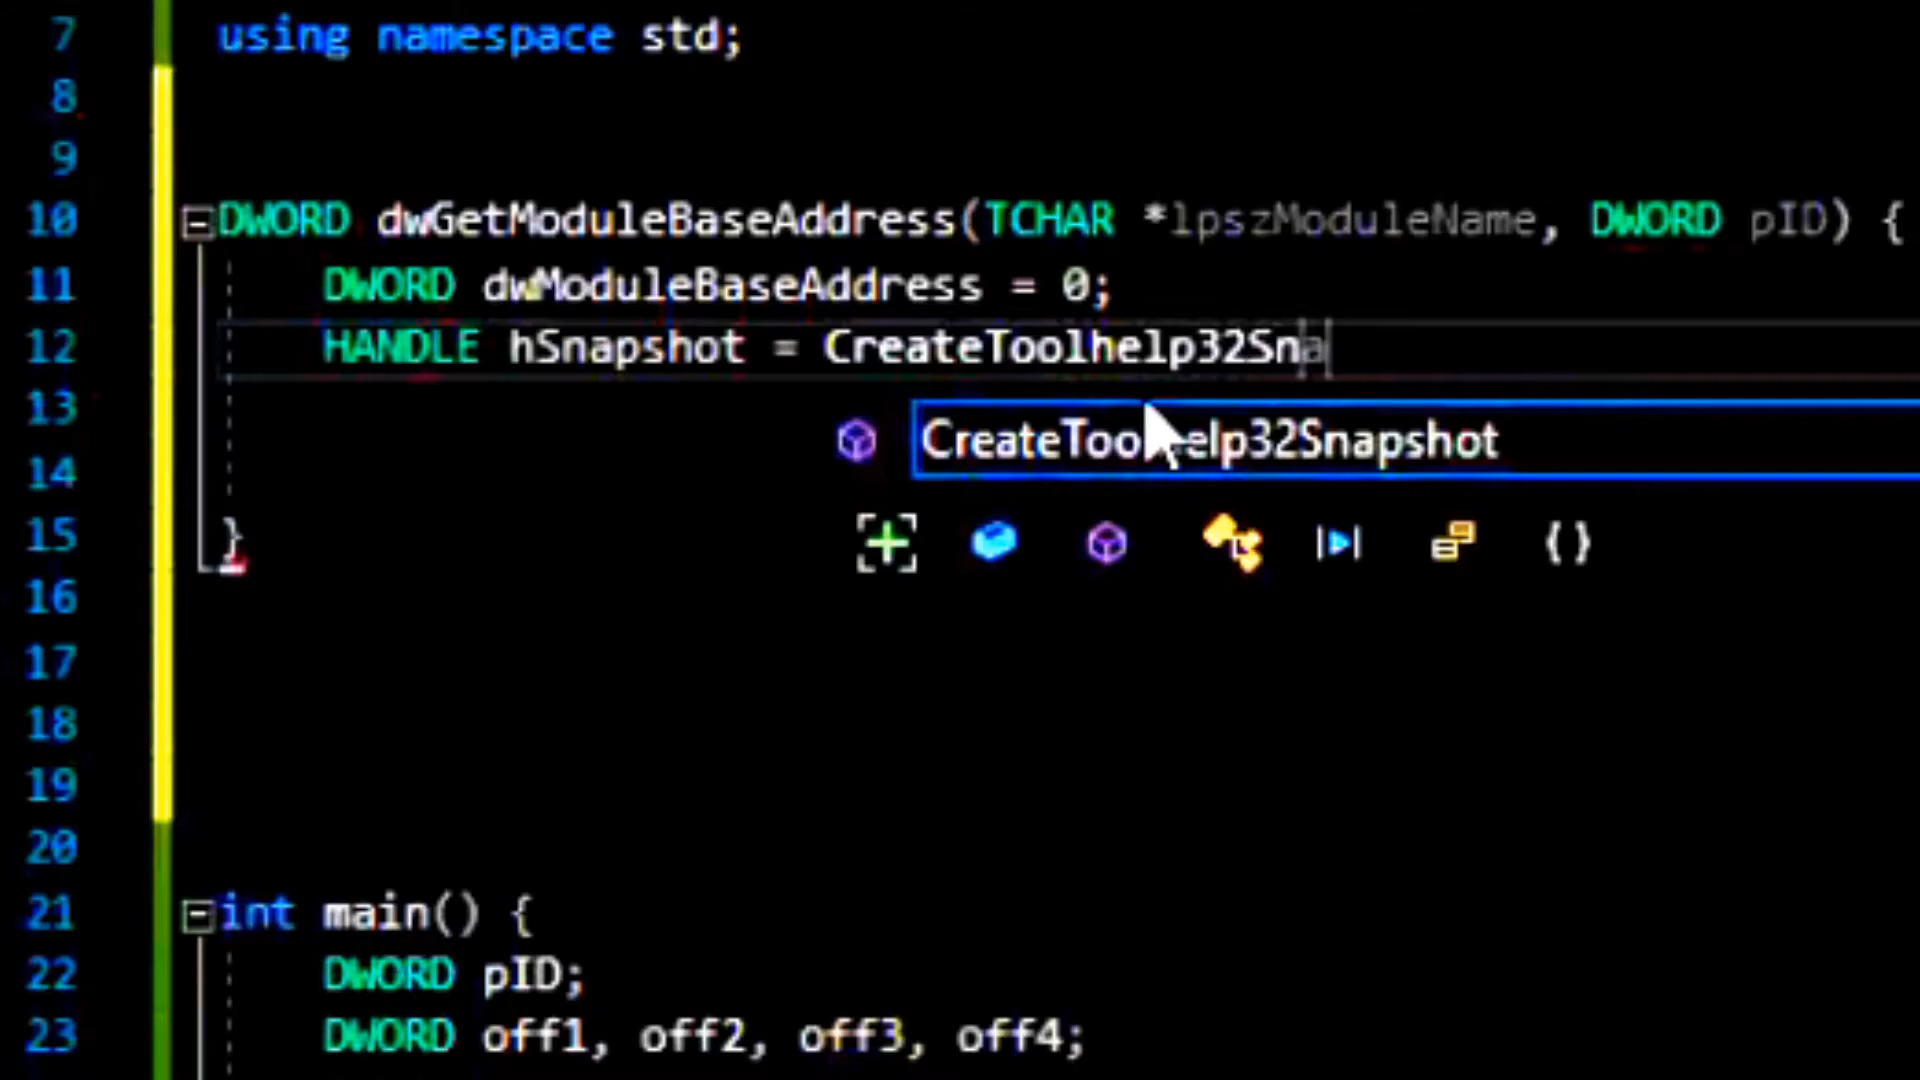 7 using namespace std;
8
9
10 DWORD dwGetModuleBaseAddress(TCHAR *lpszModuleName, DWORD pID) {
11 DWORD dwModuleBaseAddress = 0;
12 HANDLE hSnapshot = CreateToolhelp32Sna
13
CreateToolhelp32Snapshot
14
15 }
16
17
18
19
20
21 int main() {
22 DWORD pID;
23 DWORD off1, off2, off3, off4;